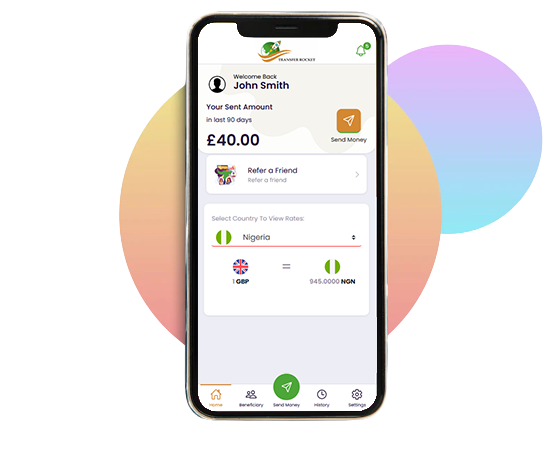 TRANSFER ROCKET
6
Welcome Back
John Smith
Your Sent Amount
in last 90 days
£40.00
Send Money
Refer a Friend
Refer a friend
Select Country To View Rates:
Nigeria
=
1 GBP
945.0000 NGN
Home
Beneficiary
Send Money
History
Settings